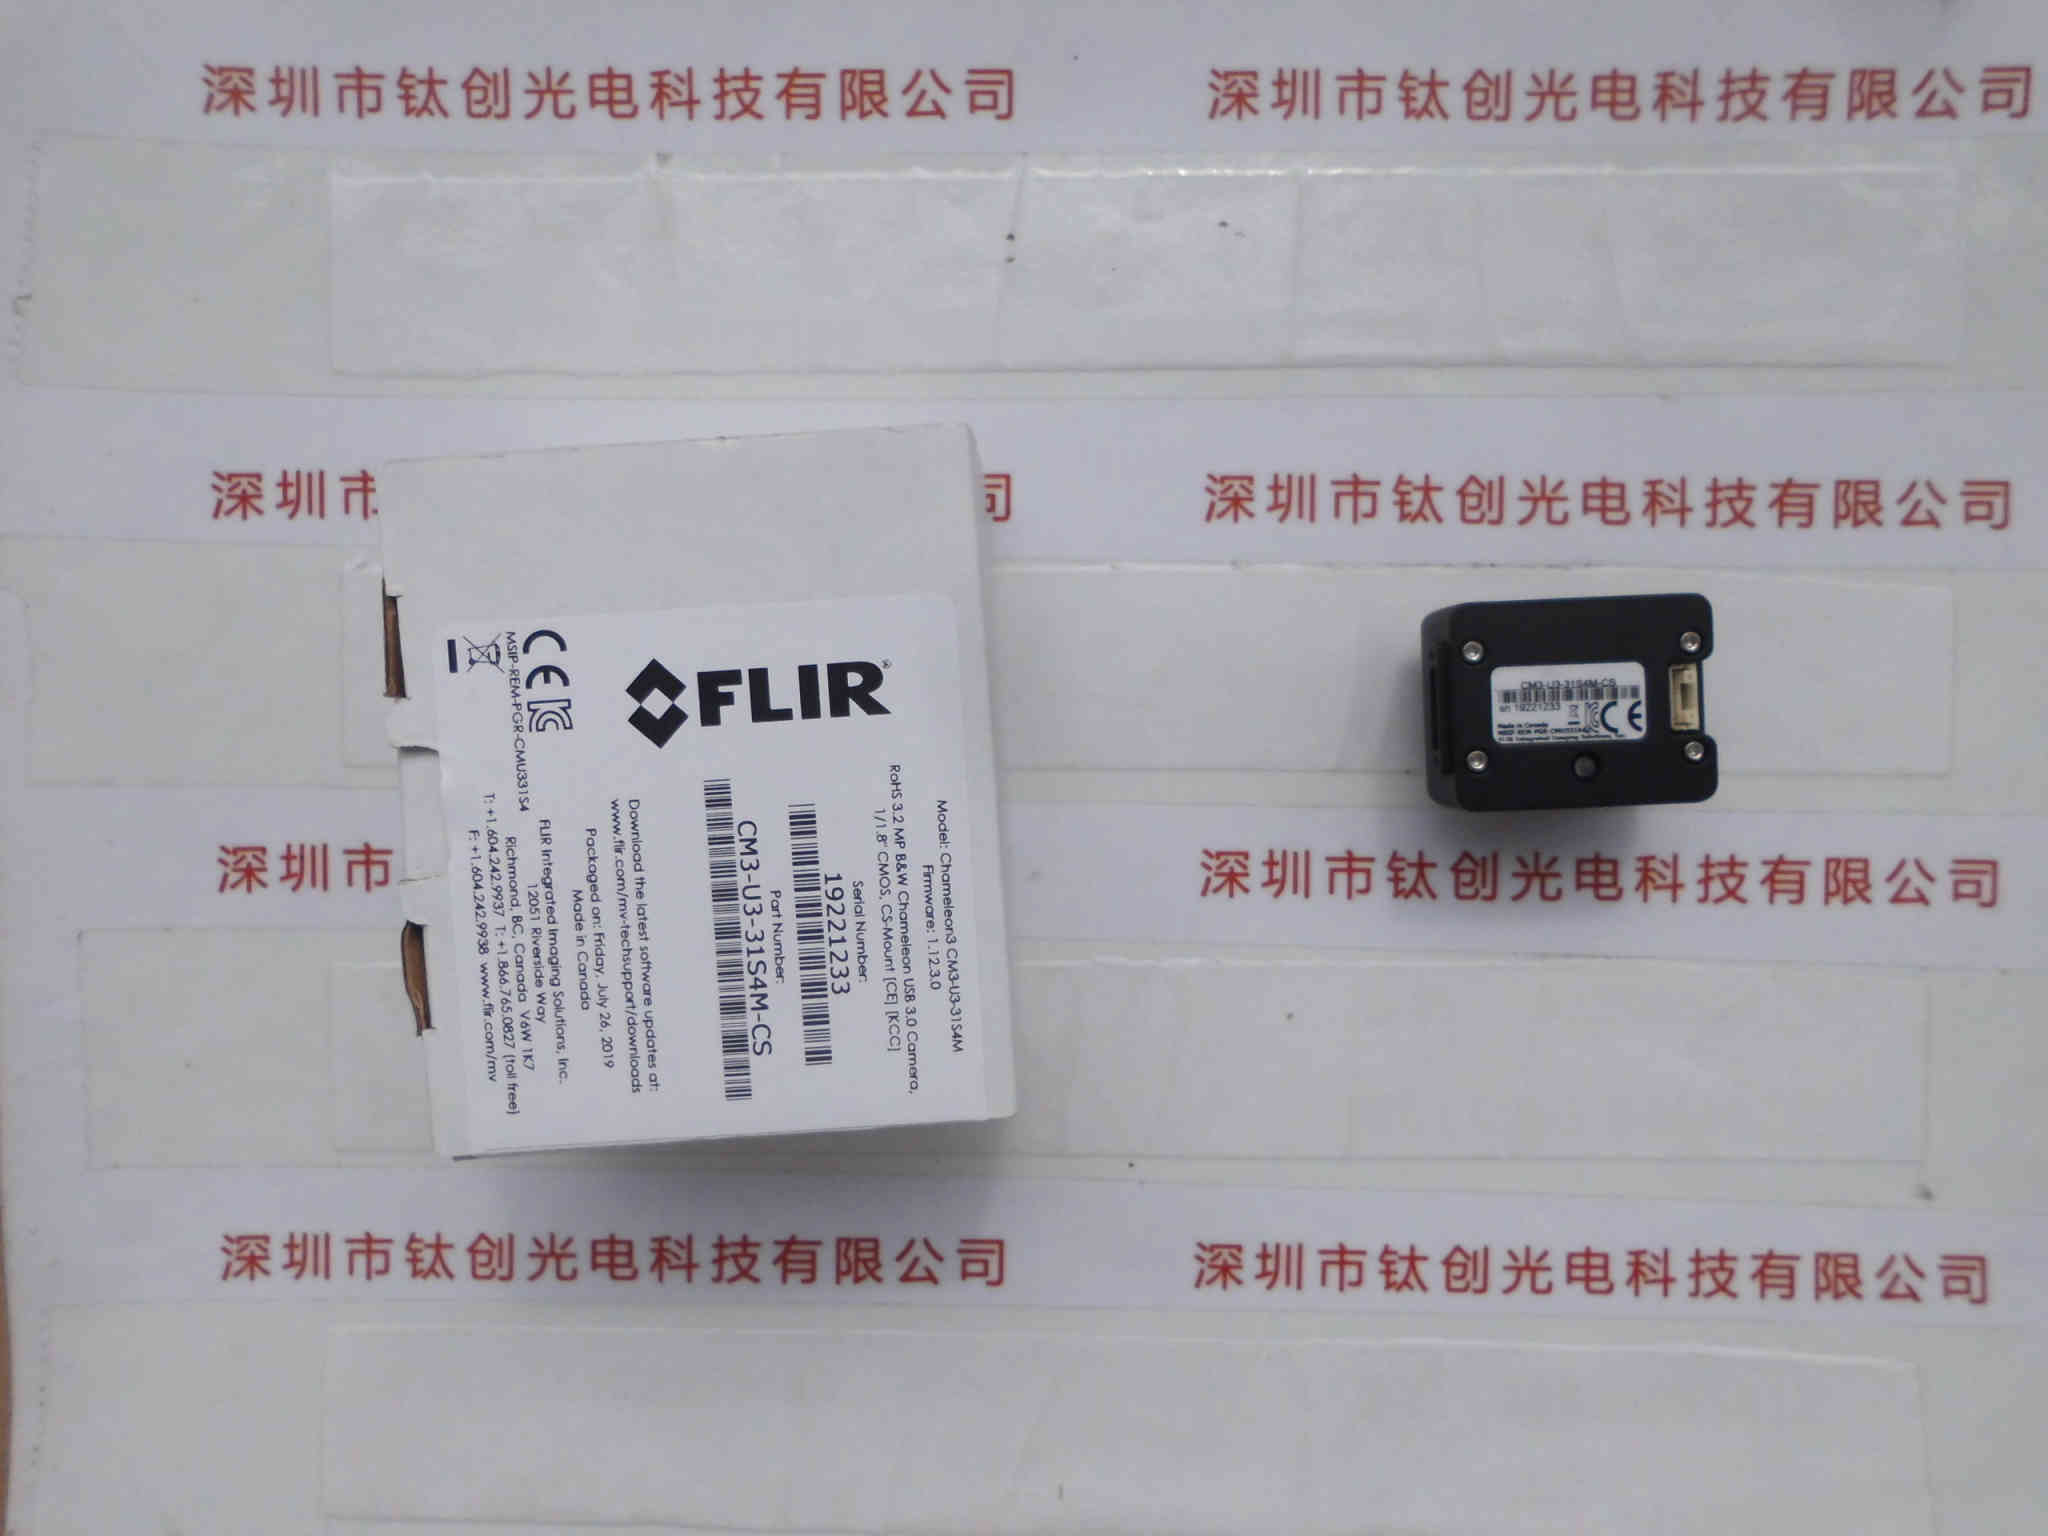 深圳市钛创光电科技有限公司
深圳市钛创光电科技有限公司
深圳市
司
深圳市钛创光电科技有限公司
深圳市
深圳市钛创光电科技有限公司
深圳市钛创光电科技有限公司
深圳市钛创光电科技有限公司
FLIR®
Model: Chameleon3 CM3-U3-31S4M
Firmware: 1.12.3.0
RoHS 3.2 MP B&W Chameleon USB 3.0 Camera,
1/1.8" CMOS, CS-Mount [CE] [KCC]
Serial Number:
19221233
Part Number:
CM3-U3-31S4M-CS
Download the latest software updates at:
www.flir.com/mv-techsupport/downloads
Packaged on: Friday, July 26, 2019
Made in Canada
CE
MSIP-REM-PGR-CMU331S4
FLIR Integrated Imaging Solutions, Inc.
12051 Riverside Way
Richmond, BC, Canada V6W 1K7
T: +1.604.242.9937 T: +1.866.765.0827 (toll free)
F: +1.604.242.9938 www.flir.com/mv
CM3-U3-31S4M-CS
sn 19221233
CE
Made in Canada